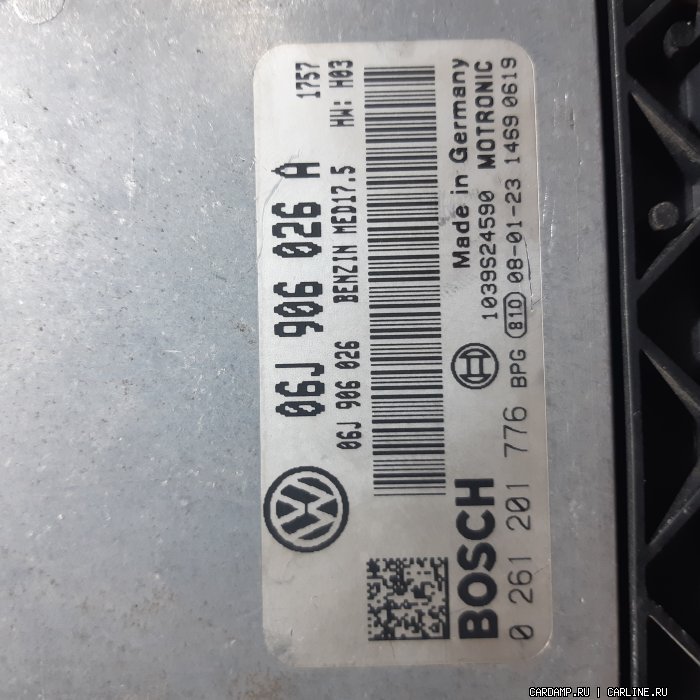 06J 906 026 A 1757
06J 906 026 BENZIN MED17.5 HW: H03
BOSCH Made in Germany
1039S24590 MOTRONIC
0 261 201 776 BPG 81D 08-01-23 1469 0619
CARDAMP.RU | CARLINE.RU